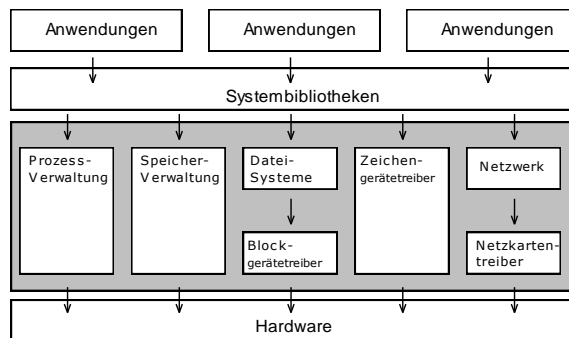 Anwendungen
Anwendungen
Anwendungen
Systembibliotheken
Prozess-
Verwaltung
Speicher-
Verwaltung
Datei-
Systeme
Zeichen-
gerätetreiber
Netzwerk
Block-
gerätetreiber
Netzkarten-
treiber
Hardware